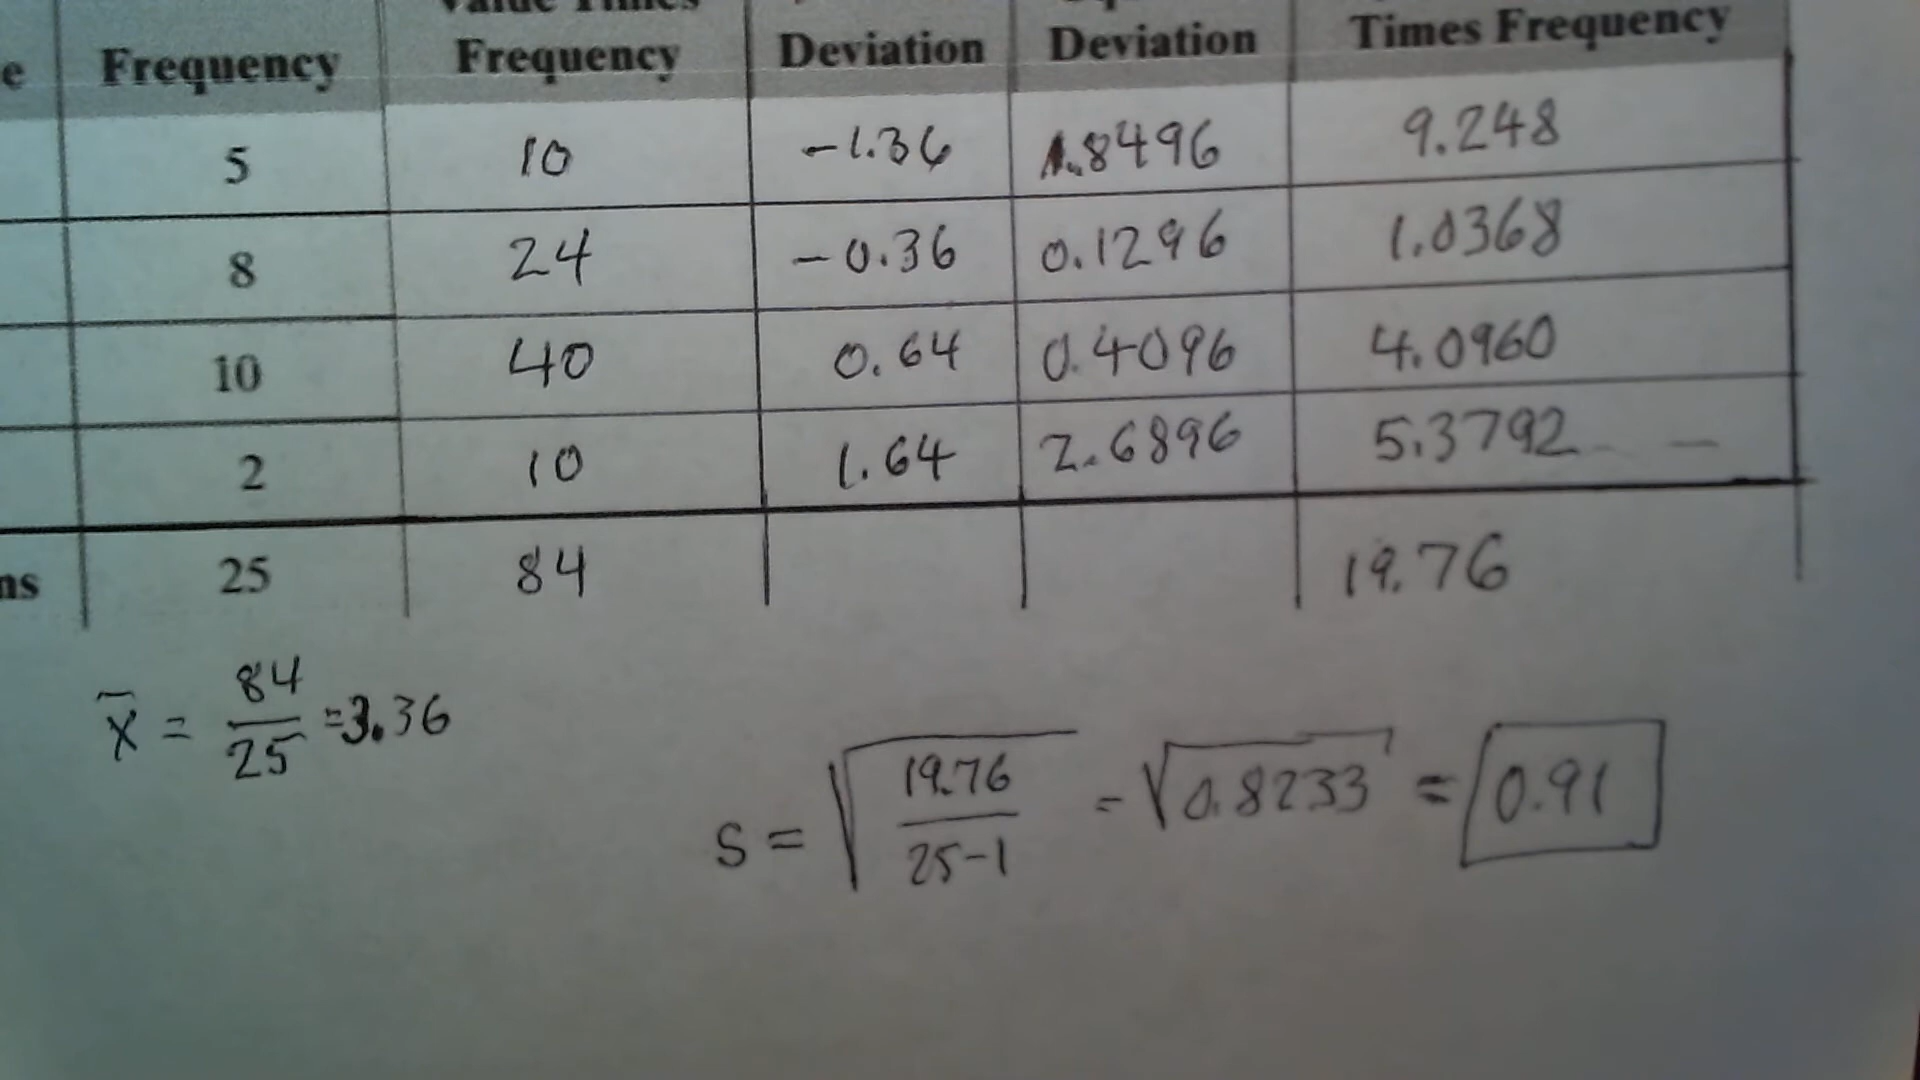 Value Times
e Frequency Frequency Deviation Deviation Times Frequency
5 10 -1.36 1.8496 9.248
8 24 -0.36 0.1296 1.0368
10 40 0.64 0.4096 4.0960
2 10 1.64 2.6896 5.3792
ns 25 84 19.76
x̄ = 84/25 = 3.36
s = √(19.76/(25-1)) = √0.8233 = 0.91